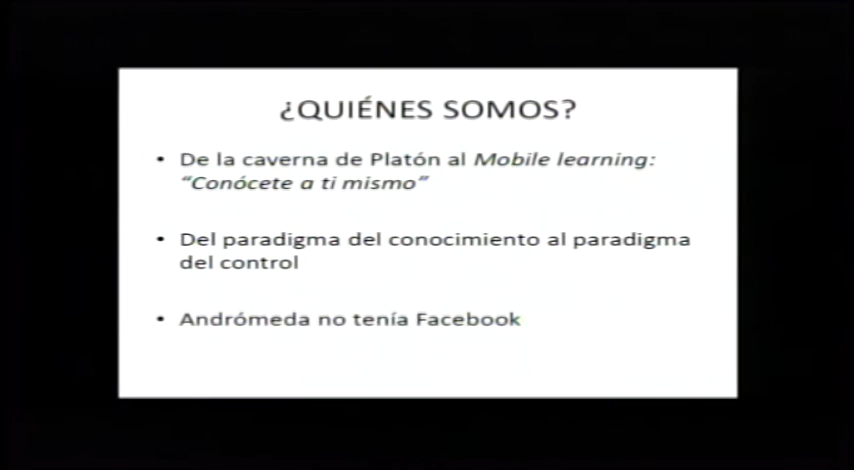 ¿QUIÉNES SOMOS?
• De la caverna de Platón al Mobile learning:
"Conócete a ti mismo"
• Del paradigma del conocimiento al paradigma
del control
• Andrómeda no tenía Facebook